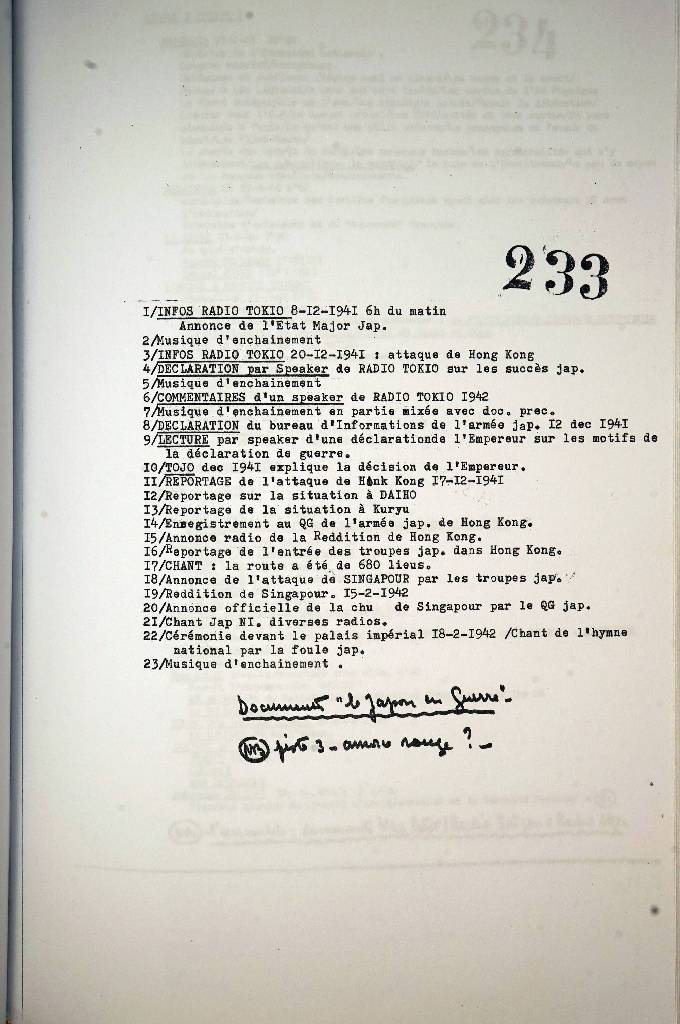 233
I/INFOS RADIO TOKIO 8-I2-I94I 6h du matin
Annonce de l'Etat Major Jap.
2/Musique d'enchainement
3/INFOS RADIO TOKIO 20-I2-I94I : attaque de Hong Kong
4/DECLARATION par Speaker de RADIO TOKIO sur les succès jap.
5/Musique d'enchainement
6/COMMENTAIRES d'un speaker de RADIO TOKIO I942
7/Musique d'enchainement en partie mixée avec doc. prec.
8/DECLARATION du bureau d'Informations de l'armée jap. I2 dec I94I
9/LECTURE par speaker d'une déclarationde l'Empereur sur les motifs de
la déclaration de guerre.
IO/TOJO dec I94I explique la décision de l'Empereur.
II/REPORTAGE de l'attaque de Honk Kong I7-I2-I94I
I2/Reportage sur la situation à DAIHO
I3/Reportage de la situation à Kuryu
I4/Enregistrement au QG de l'armée jap. de Hong Kong.
I5/Annonce radio de la Reddition de Hong Kong.
I6/Reportage de l'entrée des troupes jap. dans Hong Kong.
I7/CHANT : la route a été de 680 lieus.
I8/Annonce de l'attaque de SINGAPOUR par les troupes jap.
I9/Reddition de Singapour. I5-2-I942
20/Annonce officielle de la chu de Singapour par le QG jap.
2I/Chant Jap NI. diverses radios.
22/Cérémonie devant le palais impérial I8-2-I942 /Chant de l'hymne
national par la foule jap.
23/Musique d'enchainement .
Document "le Japon en Guerre"-
NB piste 3 - amorce rouge ? -